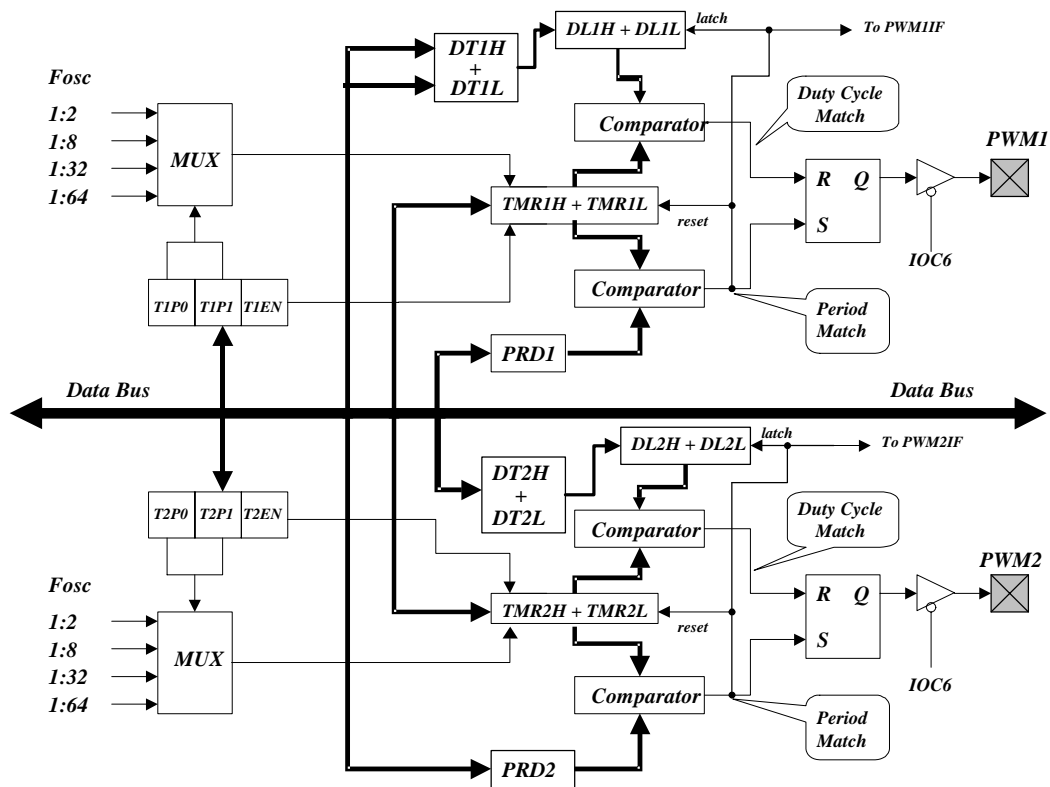 DT1H
+
DT1L
DL1H + DL1L
latch
To PWM1IF
Fosc
1:2
1:8
1:32
1:64
MUX
Comparator
Duty Cycle
Match
PWM1
R Q
S
TMR1H + TMR1L
reset
IOC6
T1P0 T1P1 T1EN
Comparator
Period
Match
PRD1
Data Bus
Data Bus
DL2H + DL2L
latch
To PWM2IF
DT2H
+
DT2L
T2P0 T2P1 T2EN
Comparator
Duty Cycle
Match
PWM2
Fosc
1:2
1:8
1:32
1:64
MUX
TMR2H + TMR2L
reset
R Q
S
IOC6
Comparator
Period
Match
PRD2